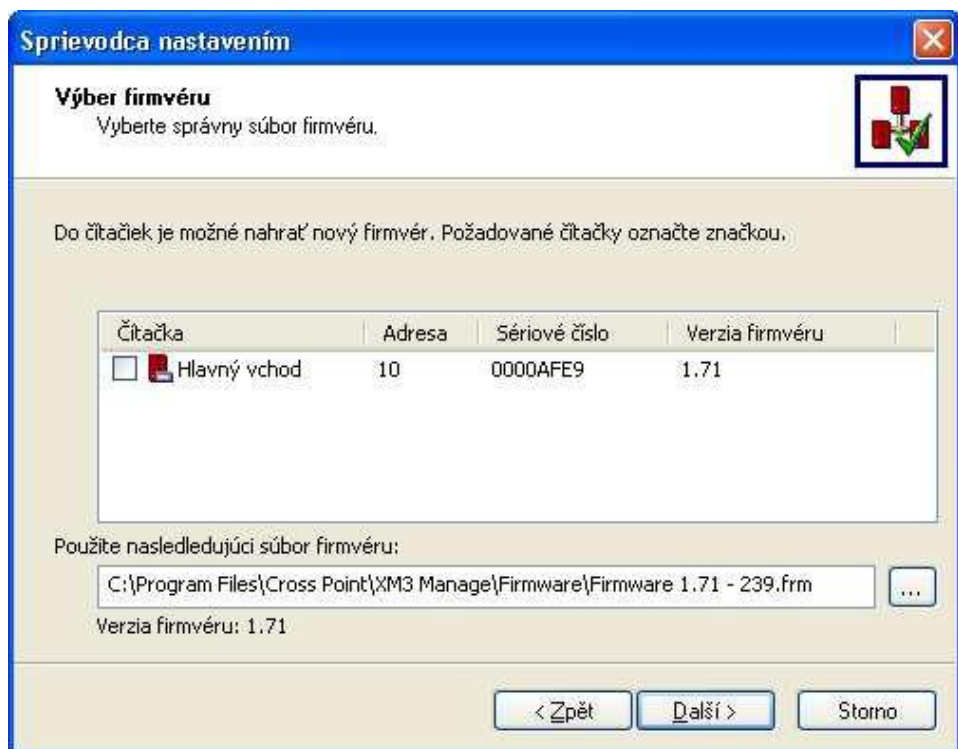 Sprievodca nastavením
Výber firmvéru
Vyberte správny súbor firmvéru.
Do čítačiek je možné nahrať nový firmvér. Požadované čítačky označte značkou.
Čítačka Adresa Sériové číslo Verzia firmvéru
Hlavný vchod 10 0000AFE9 1.71
Použite nasledledujúci súbor firmvéru:
C:\Program Files\Cross Point\XM3 Manage\Firmware\Firmware 1.71 - 239.frm
...
Verzia firmvéru: 1.71
< Zpět Další > Storno